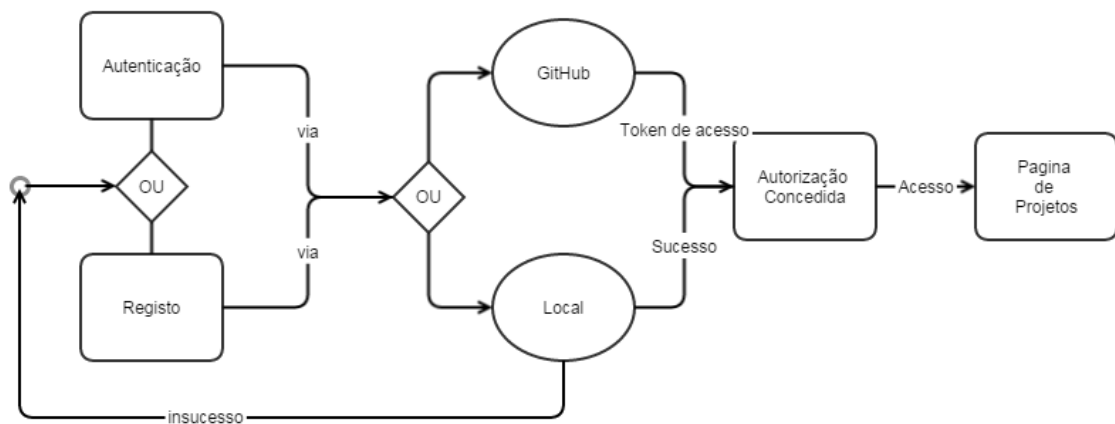 Autenticação
OU
Registo
via
via
OU
GitHub
Local
Token de acesso
Sucesso
Autorização
Concedida
Acesso
Pagina
de
Projetos
insucesso